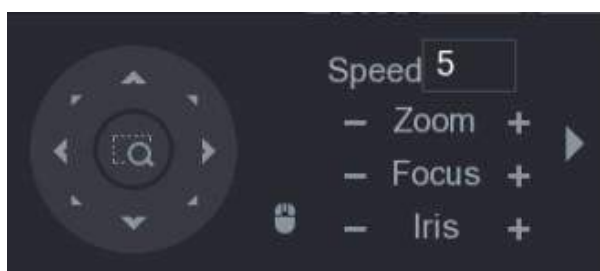 Speed 5
− Zoom +
− Focus +
− Iris +